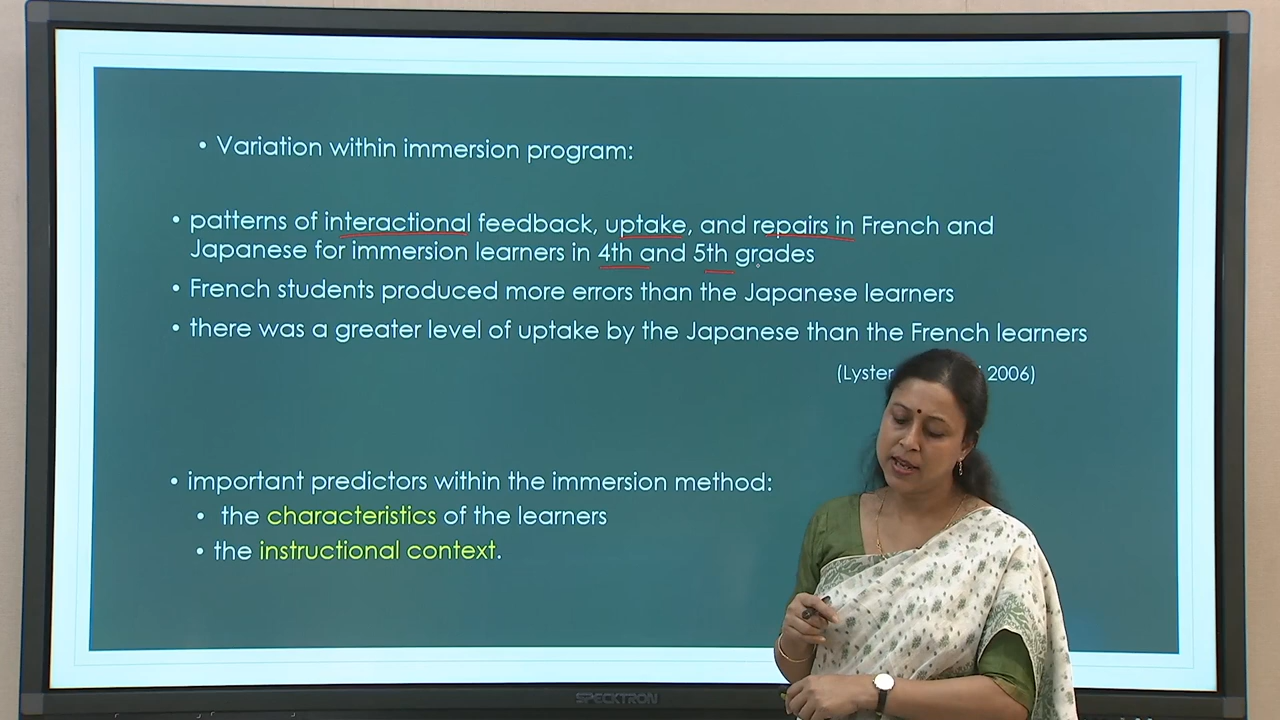 • Variation within immersion program:
• patterns of interactional feedback, uptake, and repairs in French and
Japanese for immersion learners in 4th and 5th grades
• French students produced more errors than the Japanese learners
• there was a greater level of uptake by the Japanese than the French learners
(Lyster 2006)
• important predictors within the immersion method:
• the characteristics of the learners
• the instructional context.
SPECKTRON